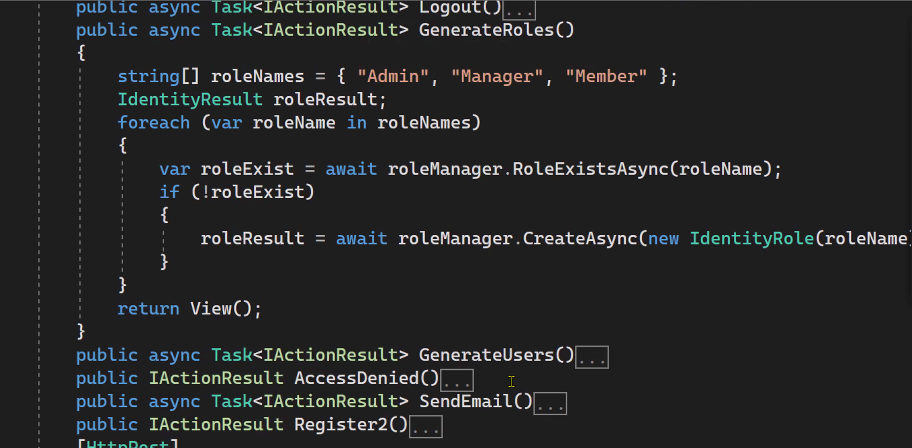 public async Task<IActionResult> Logout()...
public async Task<IActionResult> GenerateRoles()
{
string[] roleNames = { "Admin", "Manager", "Member" };
IdentityResult roleResult;
foreach (var roleName in roleNames)
{
var roleExist = await roleManager.RoleExistsAsync(roleName);
if (!roleExist)
{
roleResult = await roleManager.CreateAsync(new IdentityRole(roleName)
}
}
return View();
}
public async Task<IActionResult> GenerateUsers()...
public IActionResult AccessDenied()...
public async Task<IActionResult> SendEmail()...
public IActionResult Register2()...
[HttpPost]